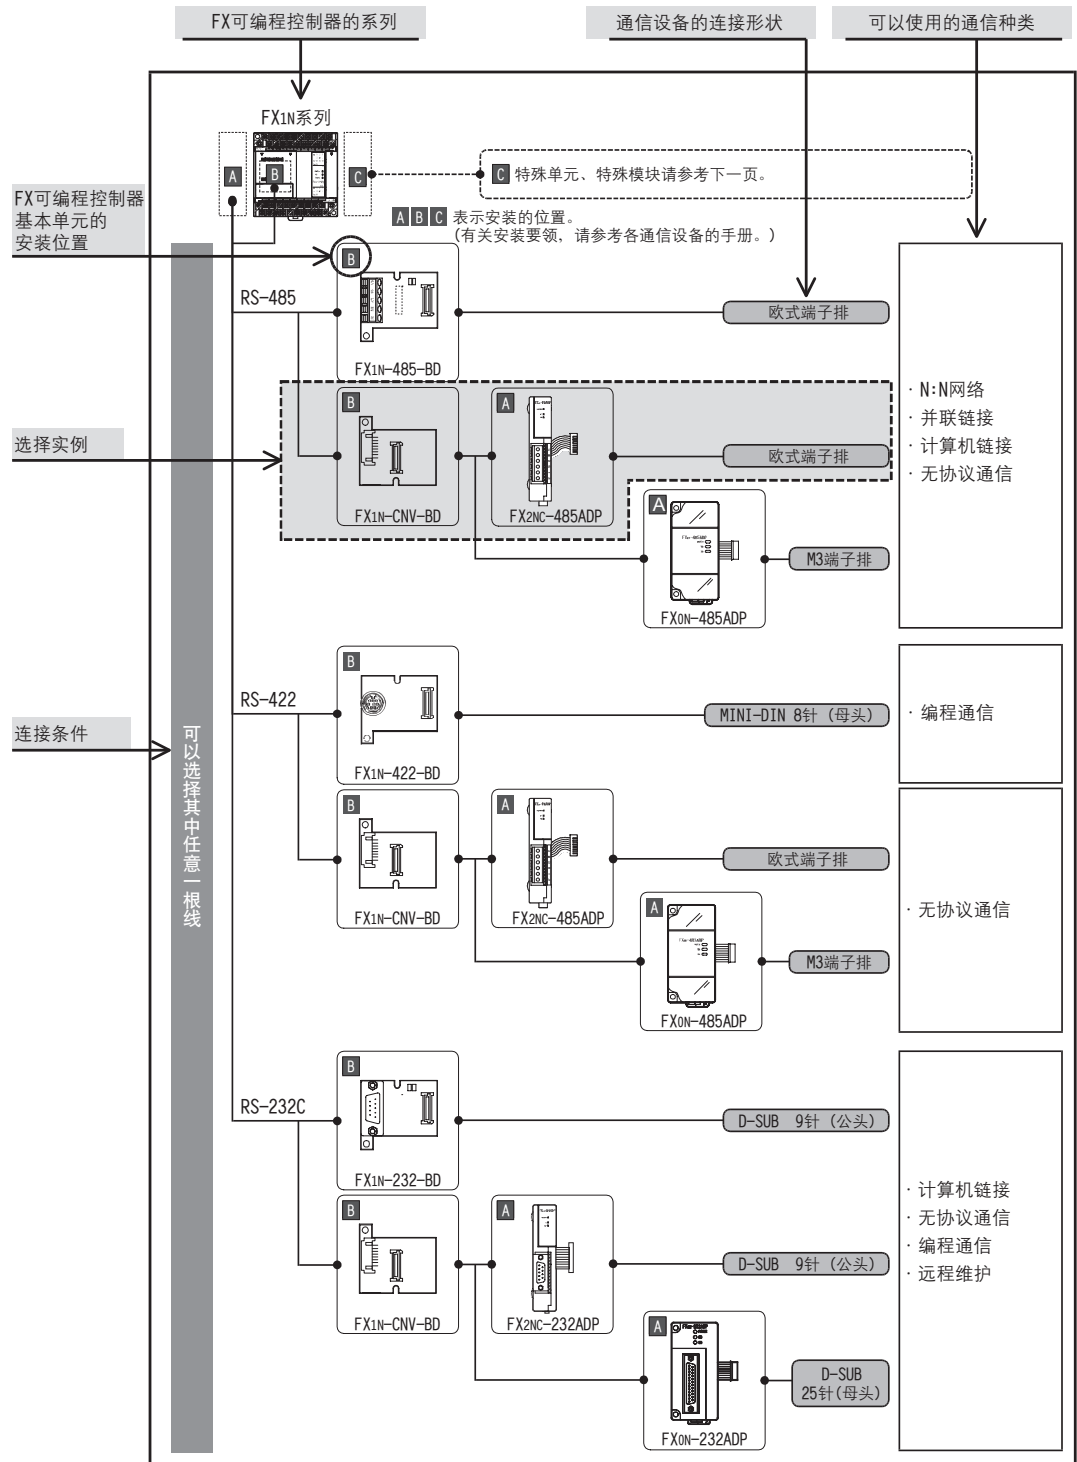 FX可编程控制器的系列
通信设备的连接形状
可以使用的通信种类
FX1N系列
A
B
C
C 特殊单元、特殊模块请参考下一页。
FX可编程控制器
基本单元的
安装位置
A B C 表示安装的位置。
(有关安装要领, 请参考各通信设备的手册。)
B
RS-485
欧式端子排
FX1N-485-BD
选择实例
B
A
欧式端子排
FX1N-CNV-BD
FX2NC-485ADP
A
M3端子排
FX0N-485ADP
·N:N网络
·并联链接
·计算机链接
·无协议通信
连接条件
可以选择其中任意一根线
RS-422
B
MINI-DIN 8针 (母头)
·编程通信
FX1N-422-BD
B
A
欧式端子排
FX1N-CNV-BD
FX2NC-485ADP
A
M3端子排
FX0N-485ADP
·无协议通信
RS-232C
B
D-SUB 9针 (公头)
FX1N-232-BD
B
A
D-SUB 9针 (公头)
FX1N-CNV-BD
FX2NC-232ADP
A
D-SUB
25针(母头)
FX0N-232ADP
·计算机链接
·无协议通信
·编程通信
·远程维护